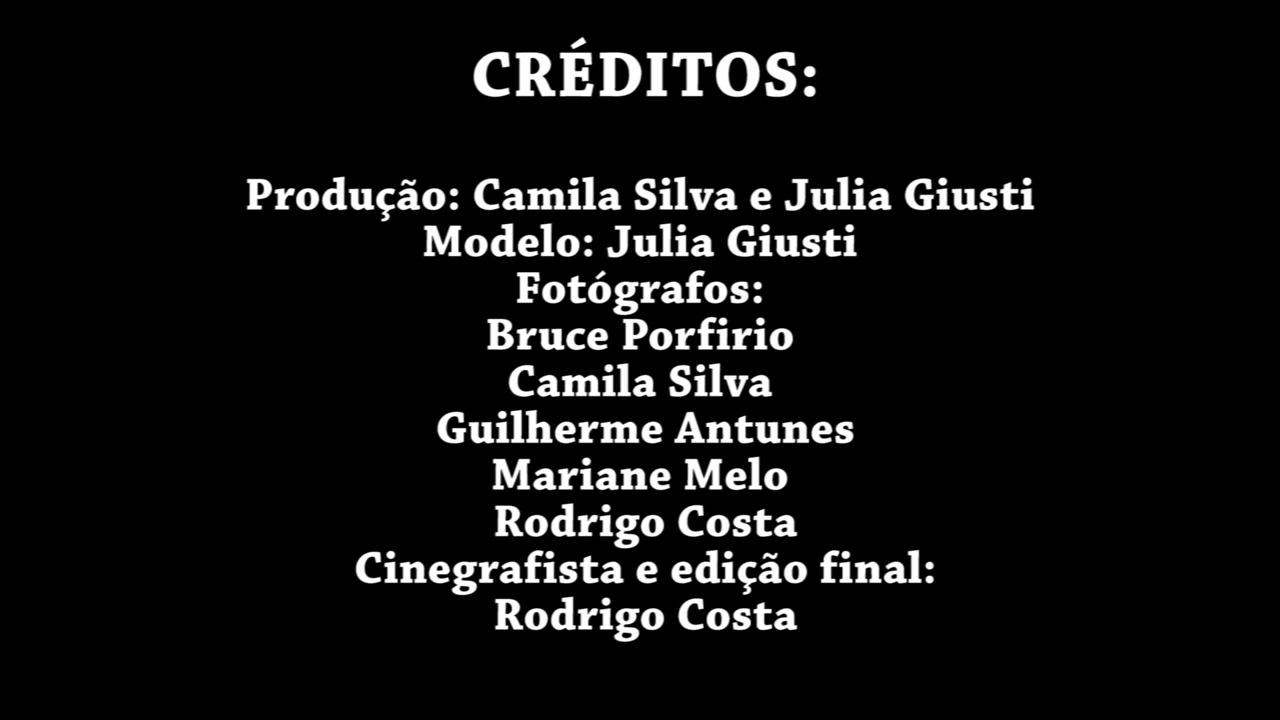 CRÉDITOS:
Produção: Camila Silva e Julia Giusti
Modelo: Julia Giusti
Fotógrafos:
Bruce Porfirio
Camila Silva
Guilherme Antunes
Mariane Melo
Rodrigo Costa
Cinegrafista e edição final:
Rodrigo Costa